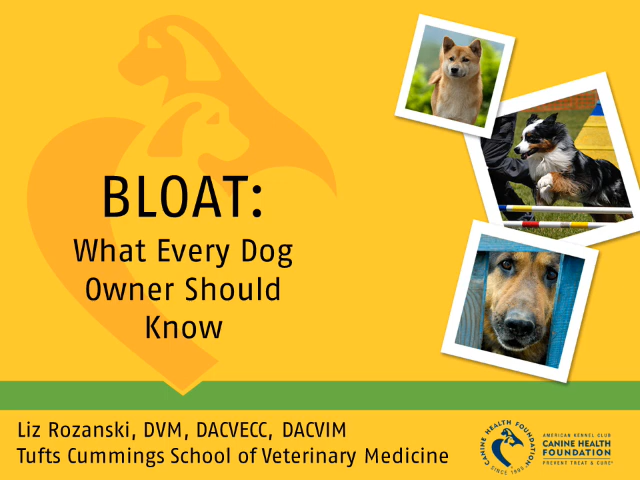 BLOAT:
What Every Dog
Owner Should
Know
Liz Rozanski, DVM, DACVECC, DACVIM
Tufts Cummings School of Veterinary Medicine
CANINE HEALTH FOUNDATION
SINCE 1995
AMERICAN KENNEL CLUB
CANINE HEALTH
FOUNDATION
PREVENT TREAT & CURE